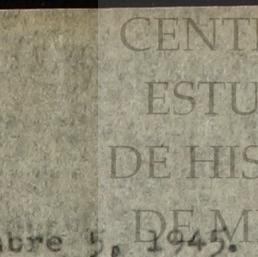 CENT
ESTU
DE HIS
DE M
bre 5, 1945.